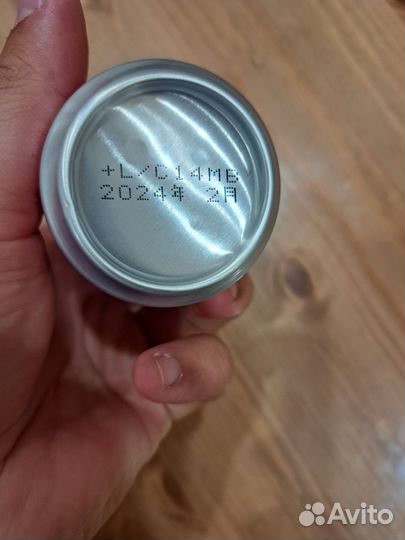 +L/C14MB
2024年 2月
Avito